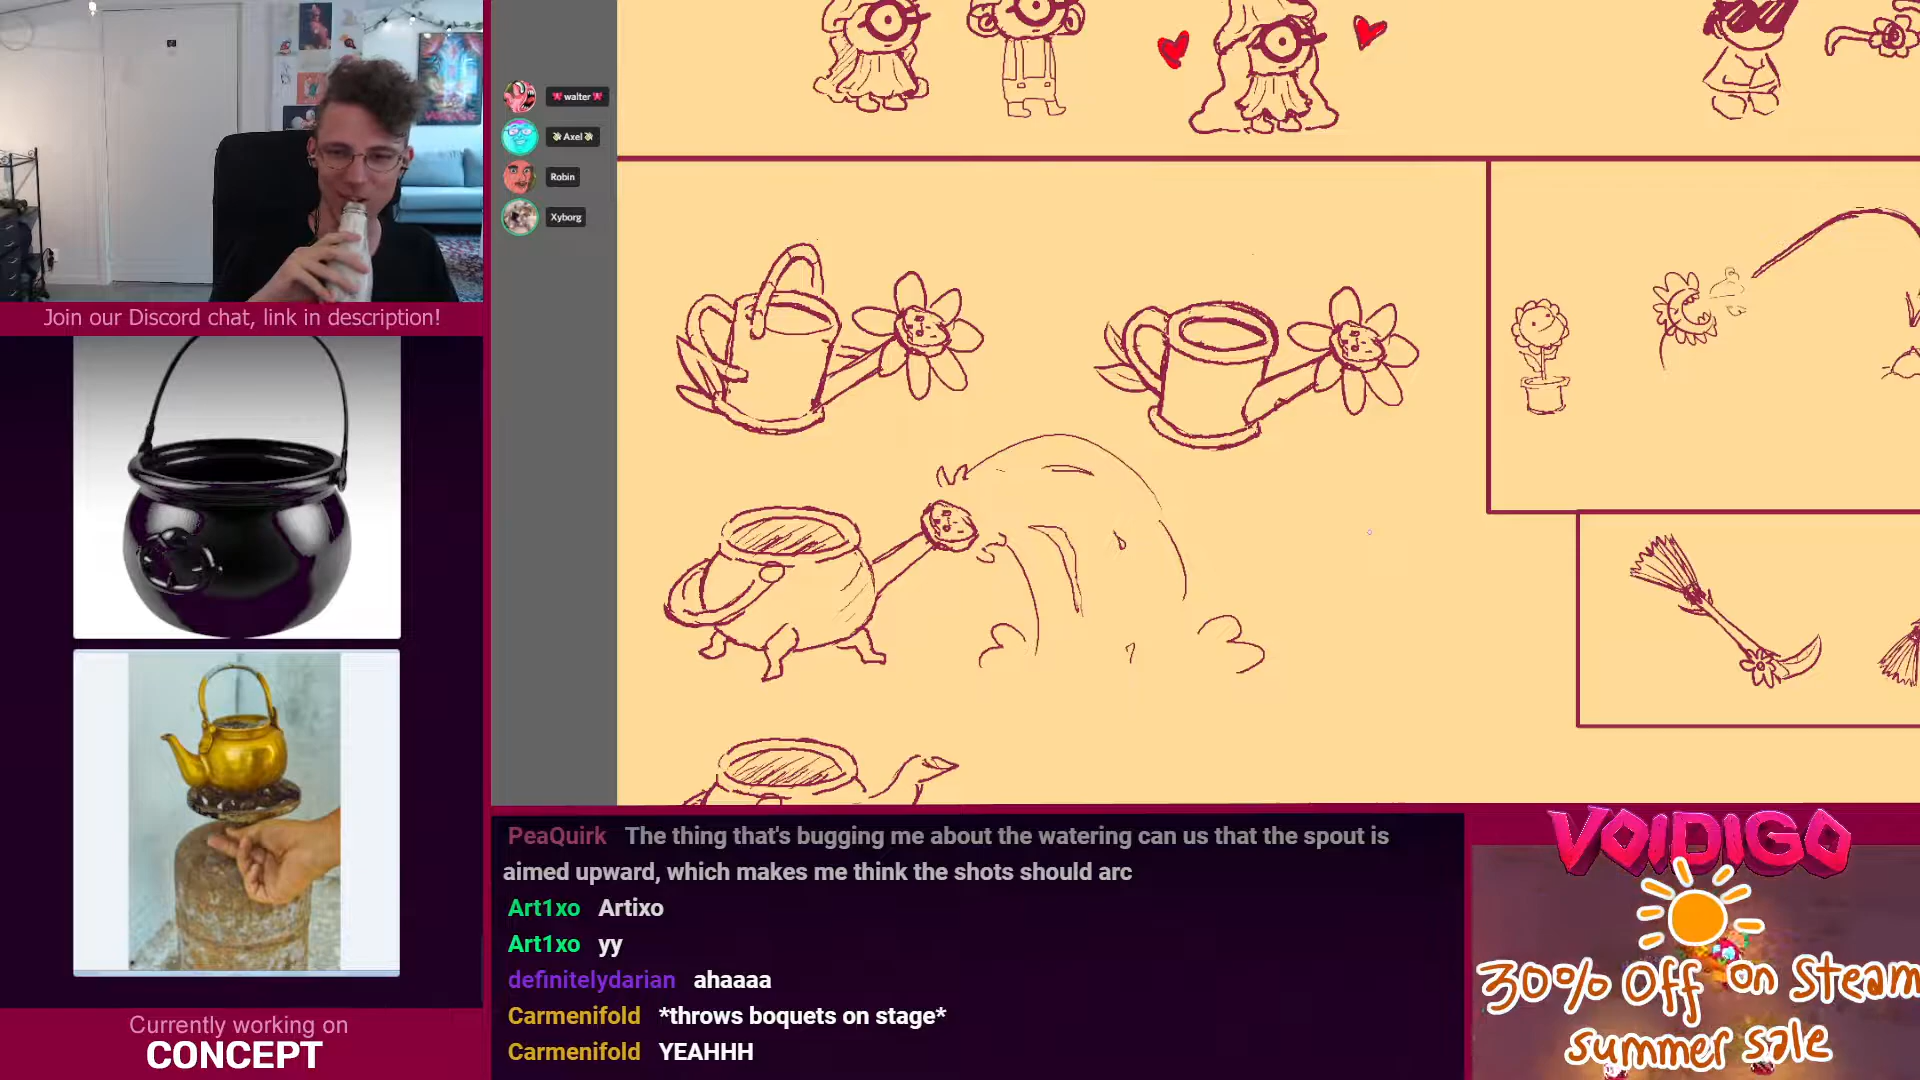 walter
Axel
Robin
Xyborg
Join our Discord chat, link in description!
PeaQuirk The thing that's bugging me about the watering can us that the spout is
aimed upward, which makes me think the shots should arc
Art1xo Artixo
Art1xo yy
definitelydarian ahaaaa
Carmenifold *throws boquets on stage*
Carmenifold YEAHHH
Currently working on
CONCEPT
VOIDIGO
30% Off on Steam
summer sale